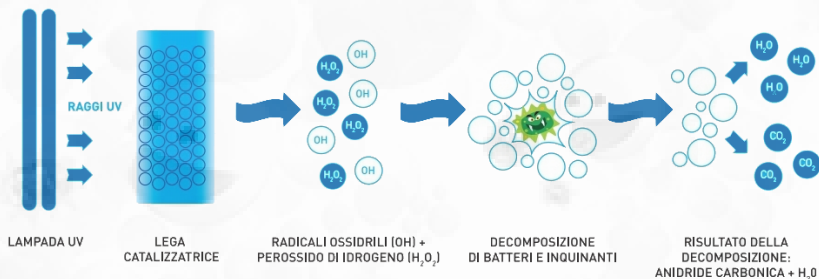 RAGGI UV
OH
H₂O₂
OH
H₂O₂
H₂O₂
OH
OH
H₂O₂
H₂O
H₂O
H₂O
CO₂
CO₂
CO₂
LAMPADA UV
LEGA
CATALIZZATRICE
RADICALI OSSIDRILI (OH) +
PEROSSIDO DI IDROGENO (H₂O₂)
DECOMPOSIZIONE
DI BATTERI E INQUINANTI
RISULTATO DELLA
DECOMPOSIZIONE:
ANIDRIDE CARBONICA + H₂0